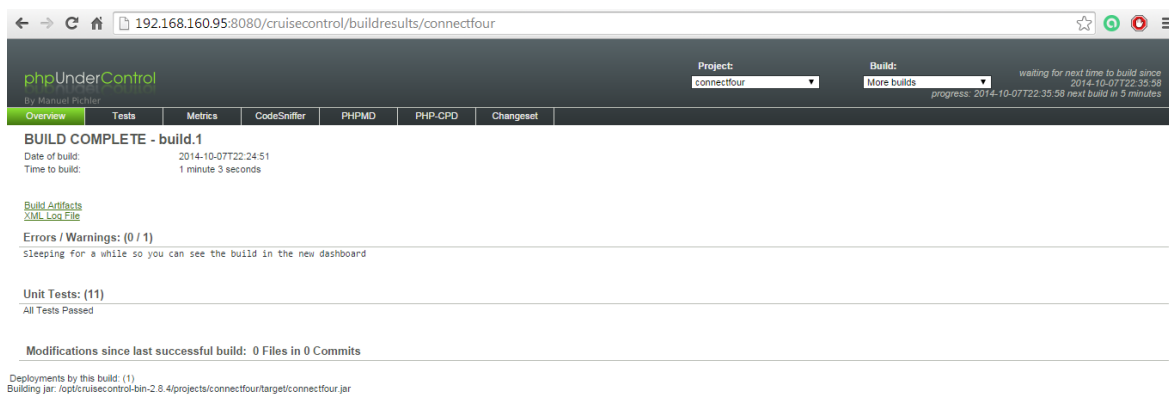 192.168.160.95:8080/cruisecontrol/buildresults/connectfour
phpUnderControl
By Manuel Pichler
Project:
connectfour
Build:
More builds
waiting for next time to build since
2014-10-07T22:35:58
progress: 2014-10-07T22:35:58 next build in 5 minutes
Overview Tests Metrics CodeSniffer PHPMD PHP-CPD Changeset
BUILD COMPLETE - build.1
Date of build: 2014-10-07T22:24:51
Time to build: 1 minute 3 seconds
Build Artifacts
XML Log File
Errors / Warnings: (0 / 1)
Sleeping for a while so you can see the build in the new dashboard
Unit Tests: (11)
All Tests Passed
Modifications since last successful build: 0 Files in 0 Commits
Deployments by this build: (1)
Building jar: /opt/cruisecontrol-bin-2.8.4/projects/connectfour/target/connectfour.jar